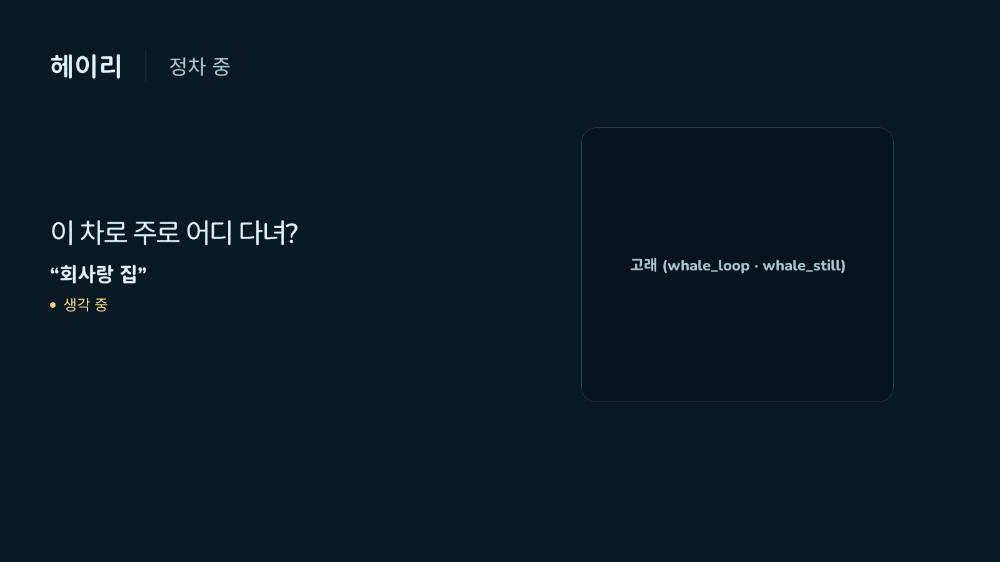 헤이리
정차 중
이 차로 주로 어디 다녀?
“회사랑 집”
생각 중
고래 (whale_loop · whale_still)